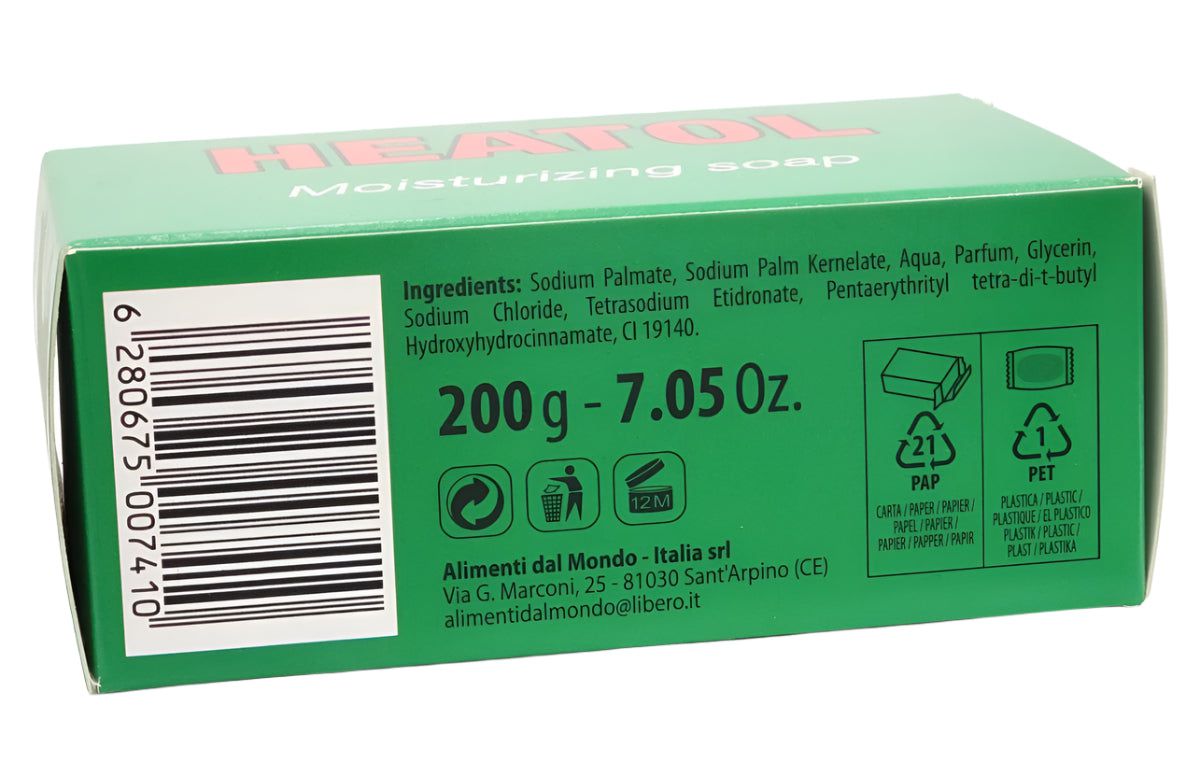 HEATOL
Moisturizing soap
Ingredients: Sodium Palmate, Sodium Palm Kernelate, Aqua, Parfum, Glycerin,
Sodium Chloride, Tetrasodium Etidronate, Pentaerythrityl tetra-di-t-butyl
Hydroxyhydrocinnamate, CI 19140.
200g - 7.05 Oz.
12M
Alimenti dal Mondo - Italia srl
Via G. Marconi, 25 - 81030 Sant'Arpino (CE)
alimentidalmondo@libero.it
21
PAP
CARTA / PAPER / PAPIER /
PAPEL / PAPIER /
PAPIER / PAPPER / PAPIR
1
PET
PLASTICA / PLASTIC /
PLASTIQUE / EL PLASTICO
PLASTIK / PLASTIC /
PLAST / PLASTIKA
6 280675 007410